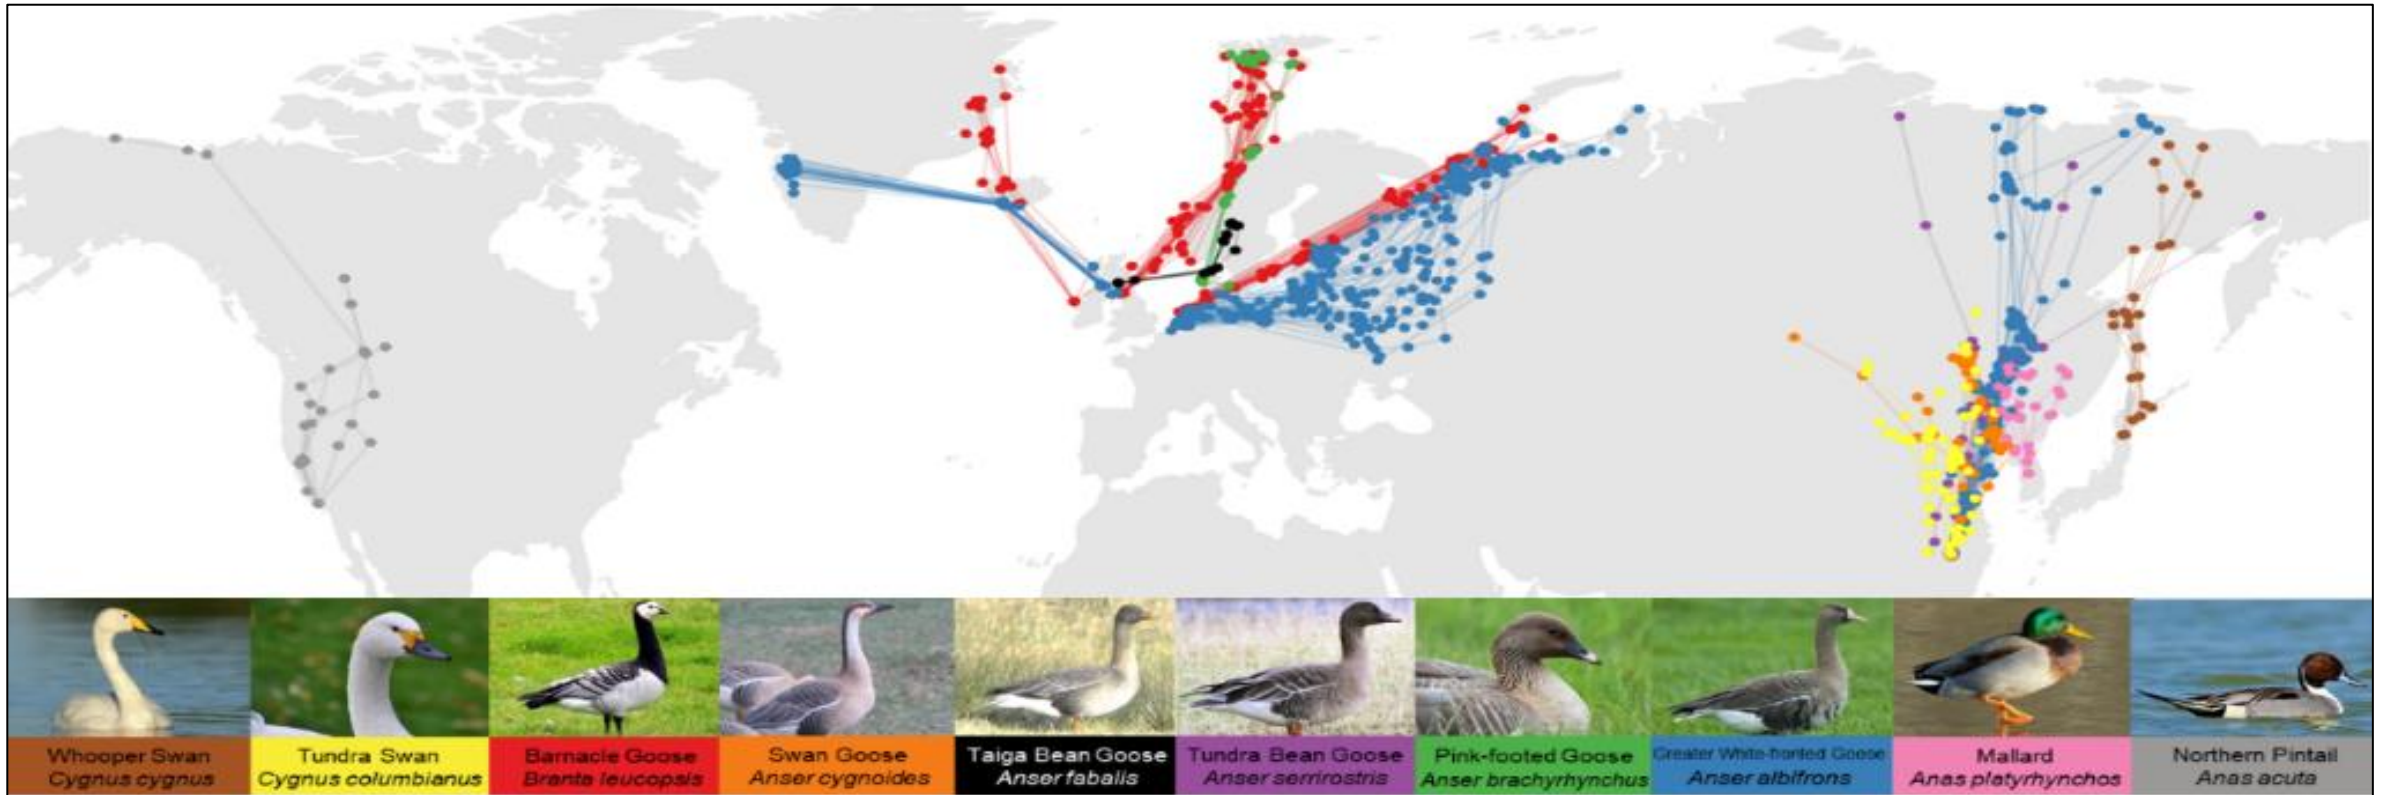 Whooper Swan
Cygnus cygnus
Tundra Swan
Cygnus columbianus
Barnacle Goose
Branta leucopsis
Swan Goose
Anser cygnoides
Taiga Bean Goose
Anser fabalis
Tundra Bean Goose
Anser serrirostris
Pink-footed Goose
Anser brachyrhynchus
Greater White-fronted Goose
Anser albifrons
Mallard
Anas platyrhynchos
Northern Pintail
Anas acuta